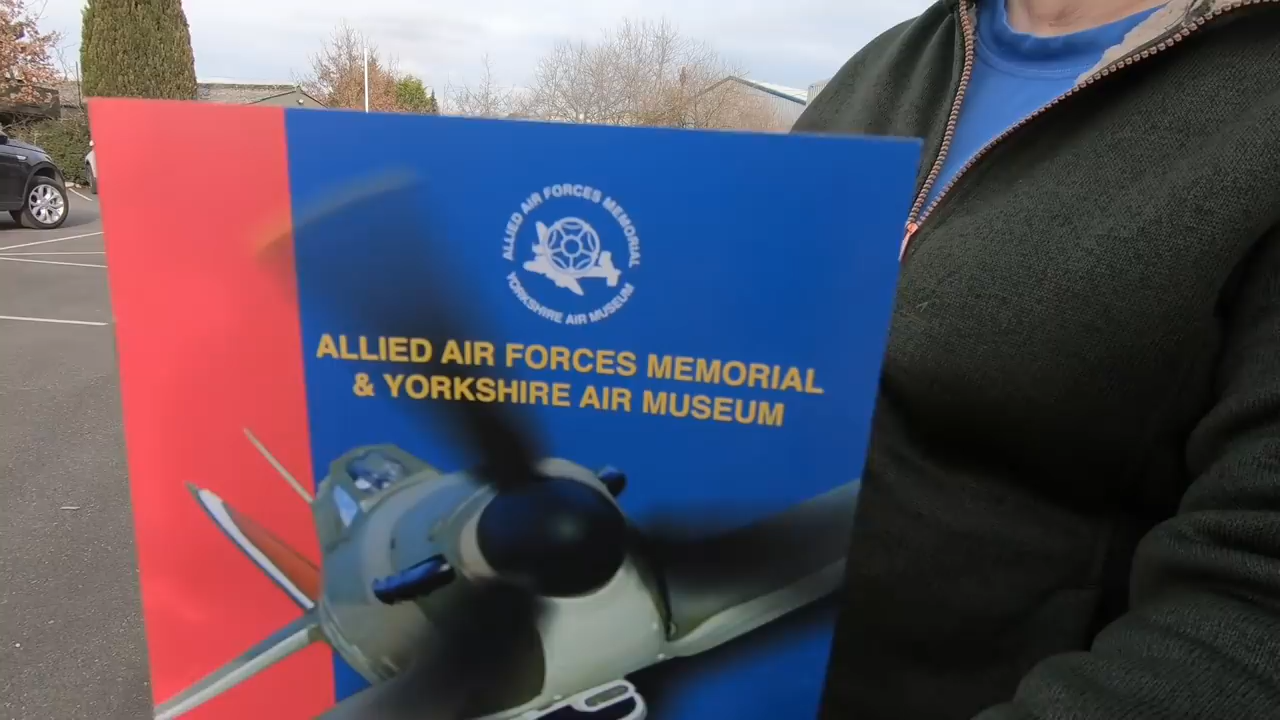 ALLIED AIR FORCES MEMORIAL
YORKSHIRE AIR MUSEUM
ALLIED AIR FORCES MEMORIAL
& YORKSHIRE AIR MUSEUM